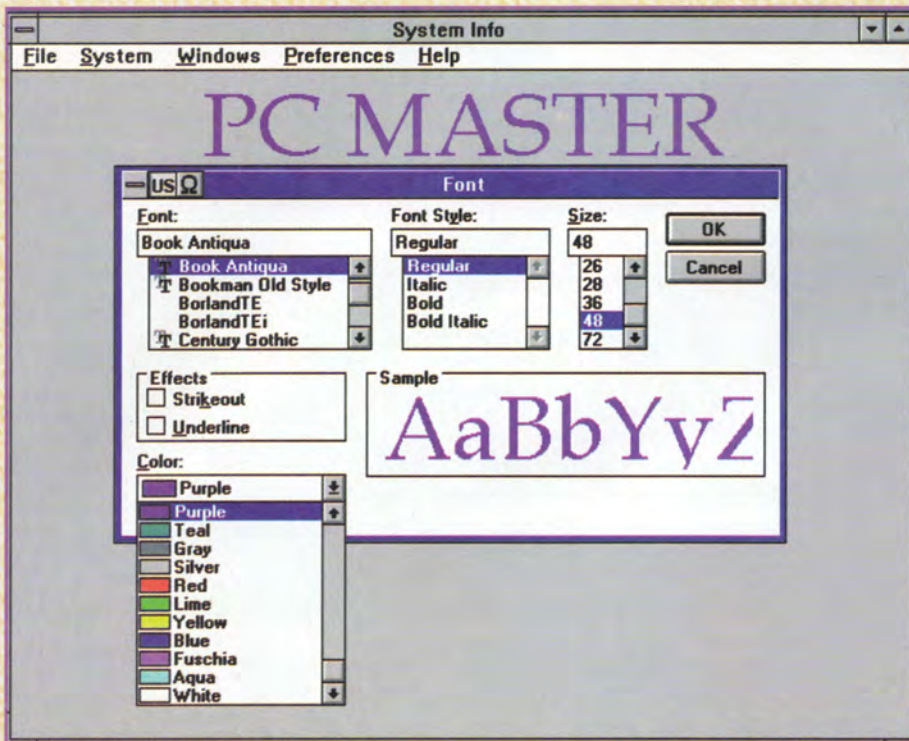 System Info
File System Windows Preferences Help
PC MASTER
US Ω Font
Font: Font Style: Size:
Book Antiqua Regular 48 OK
Book Antiqua Regular 26 Cancel
Bookman Old Style Italic 28
BorlandTE Bold 36
BorlandTEi Bold Italic 48
Century Gothic 72
Effects Sample
Strikeout AaBbYyZ
Underline
Color:
Purple
Purple
Teal
Gray
Silver
Red
Lime
Yellow
Blue
Fuschia
Aqua
White